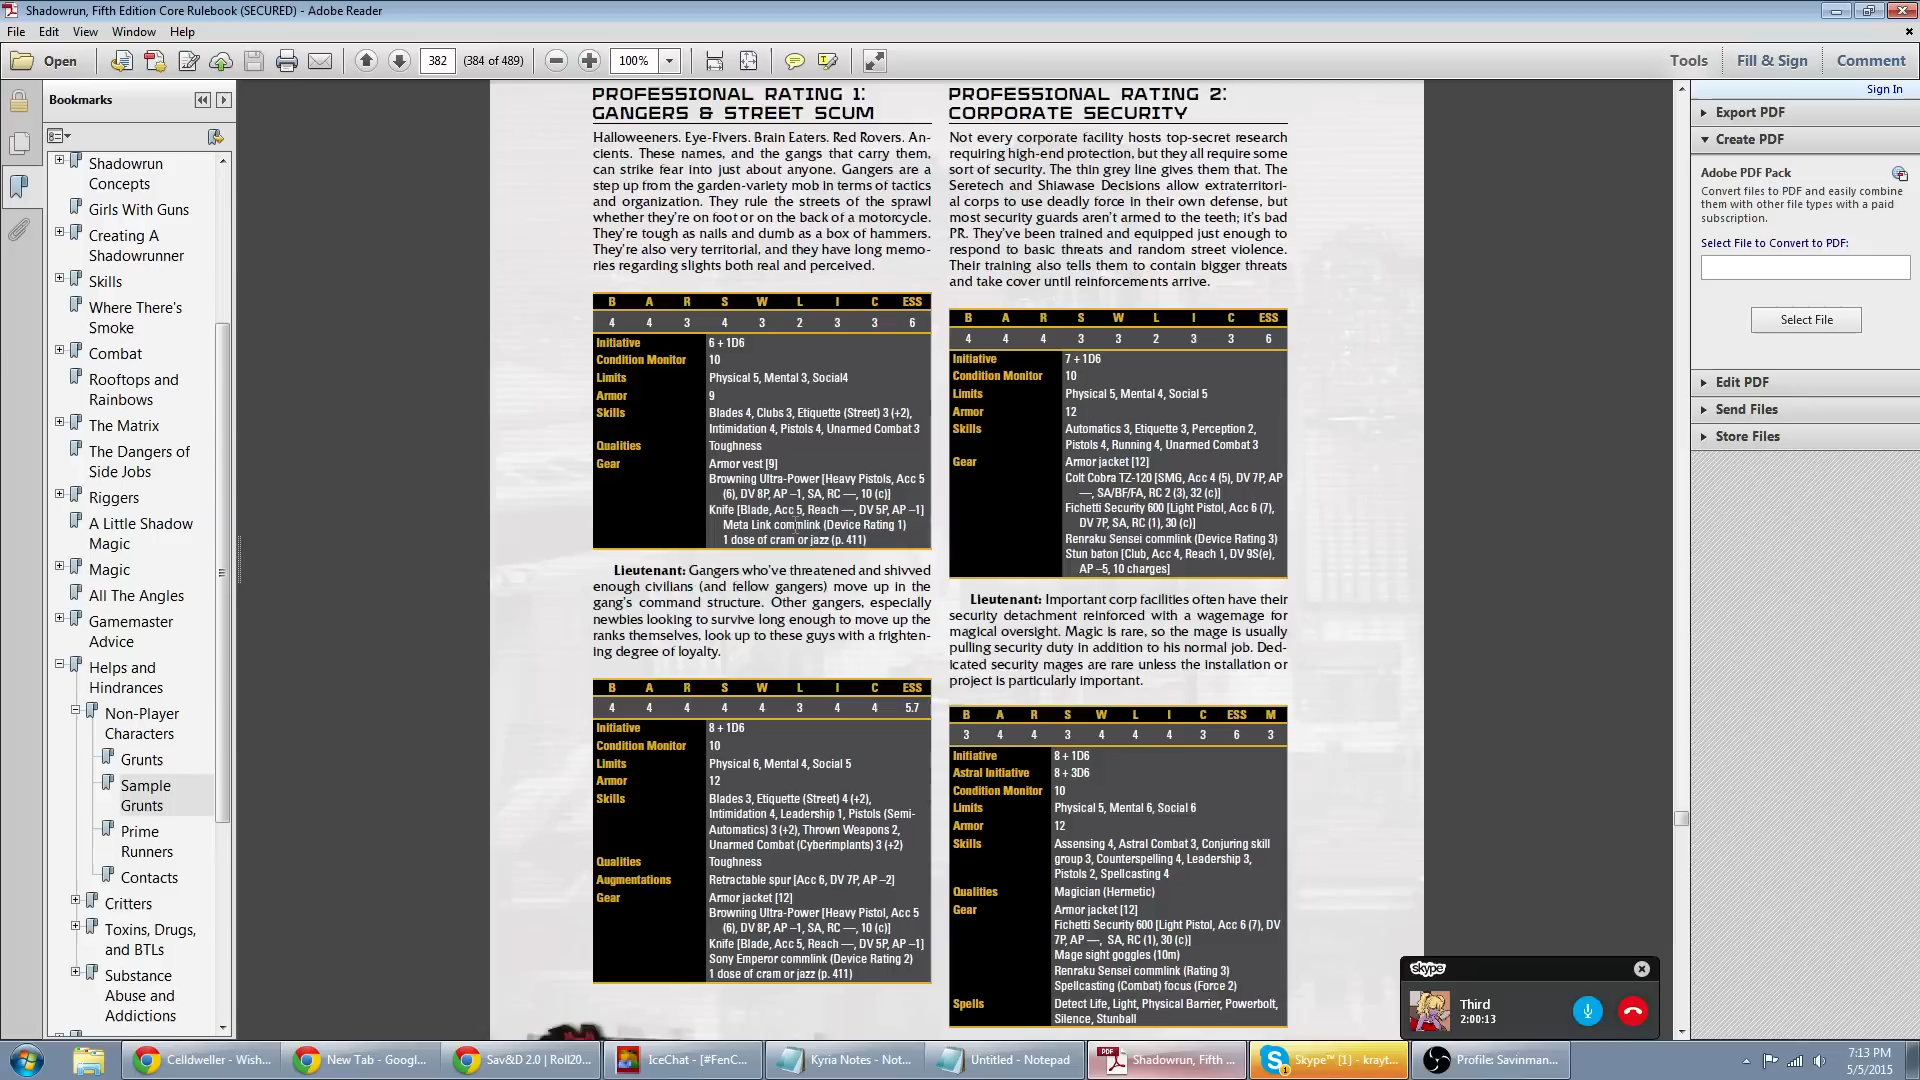 Shadowrun, Fifth Edition Core Rulebook (SECURED) - Adobe Reader
File Edit View Window Help
Open
382 (384 of 489)
100%
Tools Fill & Sign Comment
Bookmarks
Shadowrun
Concepts
Girls With Guns
Creating A
Shadowrunner
Skills
Where There's
Smoke
Combat
Rooftops and
Rainbows
The Matrix
The Dangers of
Side Jobs
Riggers
A Little Shadow
Magic
Magic
All The Angles
Gamemaster
Advice
Helps and
Hindrances
Non-Player
Characters
Grunts
Sample
Grunts
Prime
Runners
Contacts
Critters
Toxins, Drugs,
and BTLs
Substance
Abuse and
Addictions
PROFESSIONAL RATING 1:
GANGERS & STREET SCUM
Halloweeners. Eye-Fivers. Brain Eaters. Red Rovers. An-
cients. These names, and the gangs that carry them,
can strike fear into just about anyone. Gangers are a
step up from the garden-variety mob in terms of tactics
and organization. They rule the streets of the sprawl
whether they're on foot or on the back of a motorcycle.
They're tough as nails and dumb as a box of hammers.
They're also very territorial, and they have long memo-
ries regarding slights both real and perceived.
B A R S W L I C ESS
4 4 3 4 3 2 3 3 6
Initiative 6 + 1D6
Condition Monitor 10
Limits Physical 5, Mental 3, Social4
Armor 9
Skills Blades 4, Clubs 3, Etiquette (Street) 3 (+2),
Intimidation 4, Pistols 4, Unarmed Combat 3
Qualities Toughness
Gear Armor vest [9]
Browning Ultra-Power [Heavy Pistols, Acc 5
(6), DV 8P, AP –1, SA, RC —, 10 (c)]
Knife [Blade, Acc 5, Reach —, DV 5P, AP –1]
Meta Link commlink (Device Rating 1)
1 dose of cram or jazz (p. 411)
Lieutenant: Gangers who've threatened and shivved
enough civilians (and fellow gangers) move up in the
gang's command structure. Other gangers, especially
newbies looking to survive long enough to move up the
ranks themselves, look up to these guys with a frighten-
ing degree of loyalty.
B A R S W L I C ESS
4 4 4 4 4 3 4 4 5.7
Initiative 8 + 1D6
Condition Monitor 10
Limits Physical 6, Mental 4, Social 5
Armor 12
Skills Blades 3, Etiquette (Street) 4 (+2),
Intimidation 4, Leadership 1, Pistols (Semi-
Automatics) 3 (+2), Thrown Weapons 2,
Unarmed Combat (Cyberimplants) 3 (+2)
Qualities Toughness
Augmentations Retractable spur [Acc 6, DV 7P, AP –2]
Gear Armor jacket [12]
Browning Ultra-Power [Heavy Pistol, Acc 5
(6), DV 8P, AP –1, SA, RC —, 10 (c)]
Knife [Blade, Acc 5, Reach —, DV 5P, AP –1]
Sony Emperor commlink (Device Rating 2)
1 dose of cram or jazz (p. 411)
PROFESSIONAL RATING 2:
CORPORATE SECURITY
Not every corporate facility hosts top-secret research
requiring high-end protection, but they all require some
sort of security. The thin grey line gives them that. The
Seretech and Shiawase Decisions allow extraterritori-
al corps to use deadly force in their own defense, but
most security guards aren't armed to the teeth; it's bad
PR. They've been trained and equipped just enough to
respond to basic threats and random street violence.
Their training also tells them to contain bigger threats
and take cover until reinforcements arrive.
B A R S W L I C ESS
4 4 4 3 3 2 3 3 6
Initiative 7 + 1D6
Condition Monitor 10
Limits Physical 5, Mental 4, Social 5
Armor 12
Skills Automatics 3, Etiquette 3, Perception 2,
Pistols 4, Running 4, Unarmed Combat 3
Gear Armor jacket [12]
Colt Cobra TZ-120 [SMG, Acc 4 (5), DV 7P, AP
—, SA/BF/FA, RC 2 (3), 32 (c)]
Fichetti Security 600 [Light Pistol, Acc 6 (7),
DV 7P, SA, RC (1), 30 (c)]
Renraku Sensei commlink (Device Rating 3)
Stun baton [Club, Acc 4, Reach 1, DV 9S(e),
AP –5, 10 charges]
Lieutenant: Important corp facilities often have their
security detachment reinforced with a wagemage for
magical oversight. Magic is rare, so the mage is usually
pulling security duty in addition to his normal job. Ded-
icated security mages are rare unless the installation or
project is particularly important.
B A R S W L I C ESS M
3 4 4 3 4 4 4 3 6 3
Initiative 8 + 1D6
Astral Initiative 8 + 3D6
Condition Monitor 10
Limits Physical 5, Mental 6, Social 6
Armor 12
Skills Assensing 4, Astral Combat 3, Conjuring skill
group 3, Counterspelling 4, Leadership 3,
Pistols 2, Spellcasting 4
Qualities Magician (Hermetic)
Gear Armor jacket [12]
Fichetti Security 600 [Light Pistol, Acc 6 (7), DV
7P, AP —, SA, RC (1), 30 (c)]
Mage sight goggles (10m)
Renraku Sensei commlink (Rating 3)
Spellcasting (Combat) focus (Force 2)
Spells Detect Life, Light, Physical Barrier, Powerbolt,
Silence, Stunball
Sign In
Export PDF
Create PDF
Adobe PDF Pack
Convert files to PDF and easily combine
them with other file types with a paid
subscription.
Select File to Convert to PDF:
Select File
Edit PDF
Send Files
Store Files
skype
Third
2:00:13
Celldweller - Wish...
New Tab - Googl...
Sav&D 2.0 | Roll20...
IceChat - [#FenC...
Kyria Notes - Not...
Untitled - Notepad
Shadowrun, Fifth ...
Skype™ [1] - krayt...
Profile: Savinman...
7:13 PM
5/5/2015